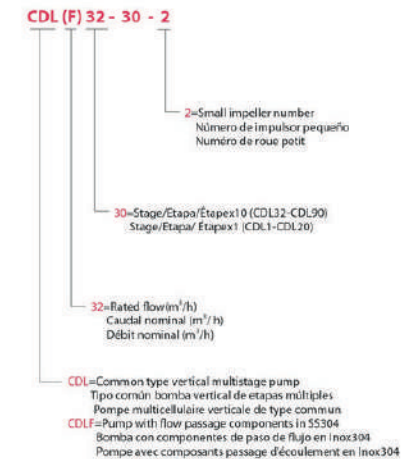 CDL (F) 32 - 30 - 2
2=Small impeller number
Número de impulsor pequeño
Numéro de roue petit
30=Stage/Etapa/Étapex10 (CDL32-CDL90)
Stage/Etapa/ Étapex1 (CDL1-CDL20)
32=Rated flow(m³/h)
Caudal nominal (m³/ h)
Débit nominal (m³/h)
CDL=Common type vertical multistage pump
Tipo común bomba vertical de etapas múltiples
Pompe multicellulaire verticale de type commun
CDLF=Pump with flow passage components in SS304
Bomba con componentes de paso de flujo en Inox304
Pompe avec composants passage d'écoulement en Inox304